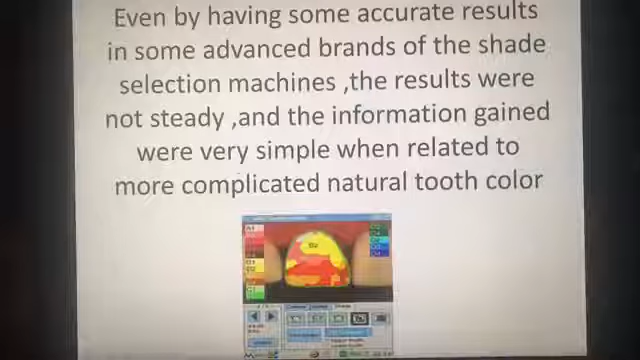 Even by having some accurate results
in some advanced brands of the shade
selection machines ,the results were
not steady ,and the information gained
were very simple when related to
more complicated natural tooth color